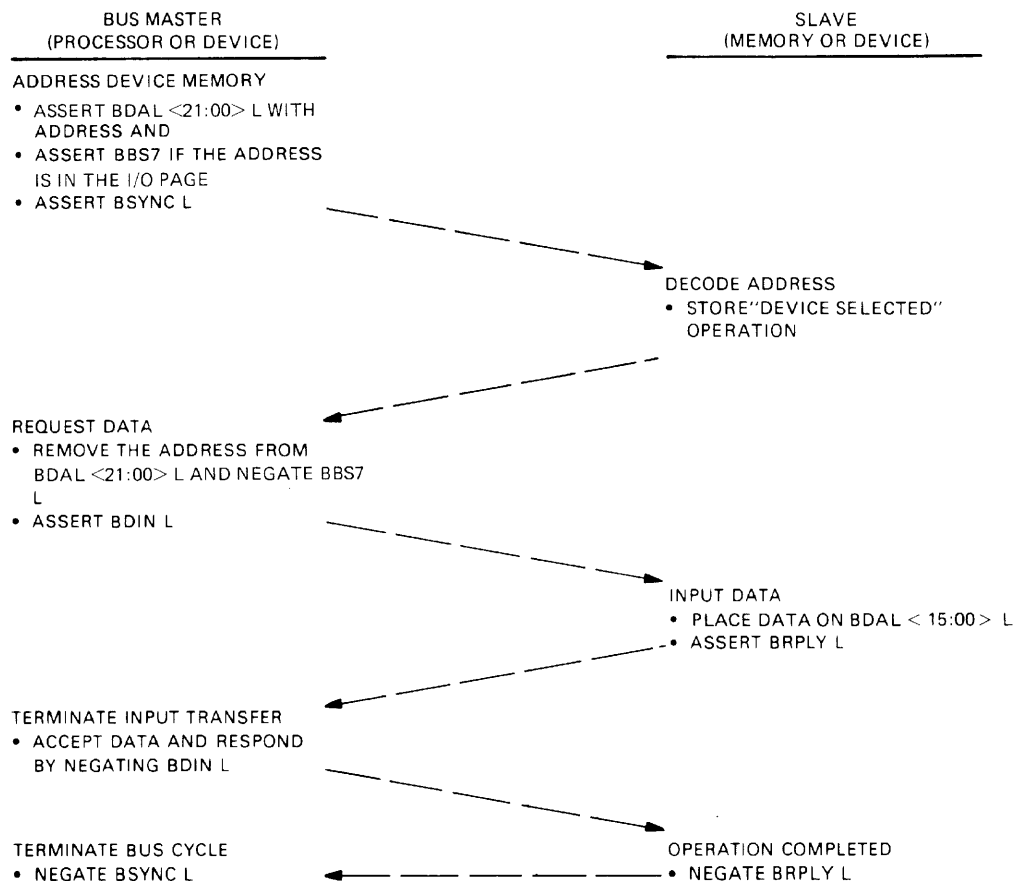 BUS MASTER
(PROCESSOR OR DEVICE)
SLAVE
(MEMORY OR DEVICE)
ADDRESS DEVICE MEMORY
• ASSERT BDAL <21:00> L WITH
ADDRESS AND
• ASSERT BBS7 IF THE ADDRESS
IS IN THE I/O PAGE
• ASSERT BSYNC L
DECODE ADDRESS
• STORE"DEVICE SELECTED"
OPERATION
REQUEST DATA
• REMOVE THE ADDRESS FROM
BDAL <21:00> L AND NEGATE BBS7
L
• ASSERT BDIN L
INPUT DATA
• PLACE DATA ON BDAL < 15:00 > L
• ASSERT BRPLY L
TERMINATE INPUT TRANSFER
• ACCEPT DATA AND RESPOND
BY NEGATING BDIN L
OPERATION COMPLETED
• NEGATE BRPLY L
TERMINATE BUS CYCLE
• NEGATE BSYNC L